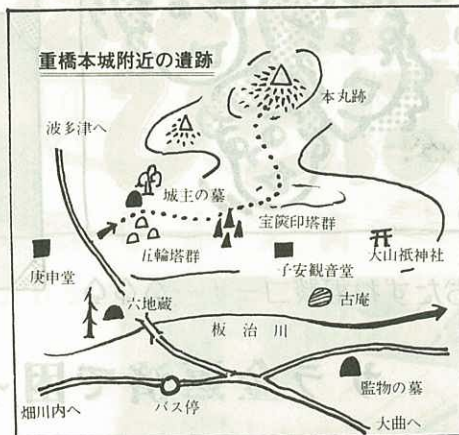 重橋本城附近の遺跡
本丸跡
波多津へ
城主の墓
宝篋印塔群
五輪塔群
子安観音堂
大山祇神社
庚申堂
六地蔵
古庵
板治川
監物の墓
バス停
畑川内へ
大曲へ